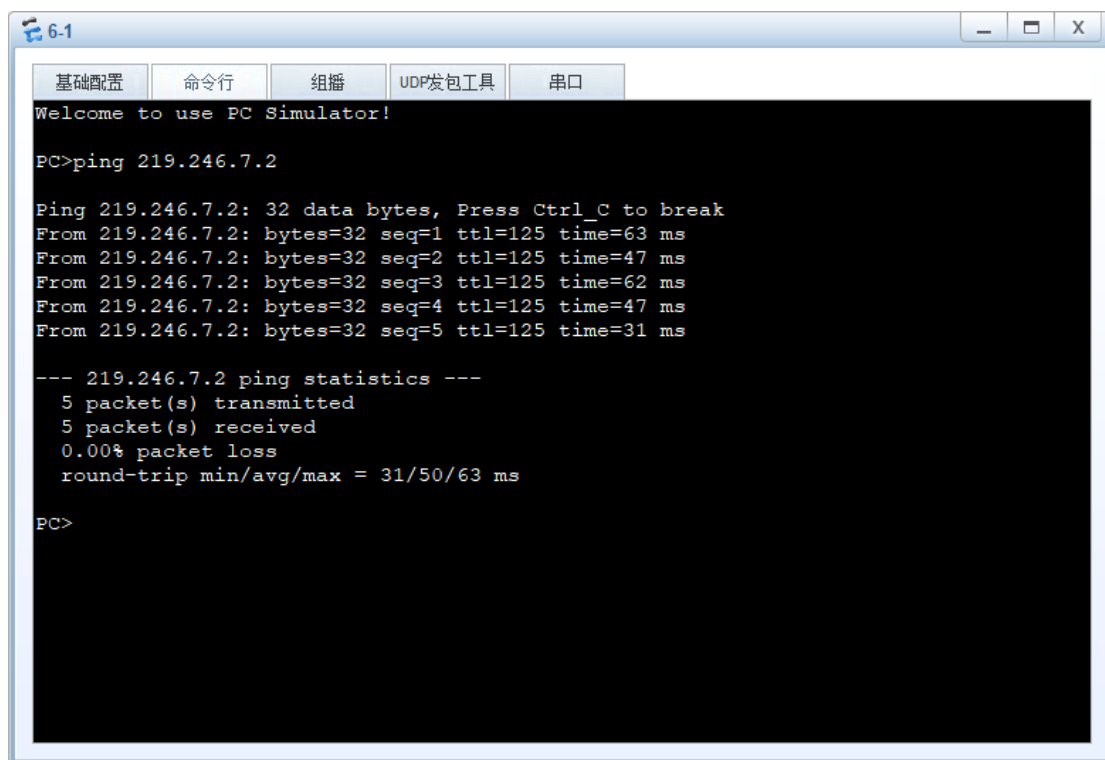 6-1
基础配置 命令行 组播 UDP发包工具 串口
Welcome to use PC Simulator!
PC>ping 219.246.7.2
Ping 219.246.7.2: 32 data bytes, Press Ctrl_C to break
From 219.246.7.2: bytes=32 seq=1 ttl=125 time=63 ms
From 219.246.7.2: bytes=32 seq=2 ttl=125 time=47 ms
From 219.246.7.2: bytes=32 seq=3 ttl=125 time=62 ms
From 219.246.7.2: bytes=32 seq=4 ttl=125 time=47 ms
From 219.246.7.2: bytes=32 seq=5 ttl=125 time=31 ms
--- 219.246.7.2 ping statistics ---
5 packet(s) transmitted
5 packet(s) received
0.00% packet loss
round-trip min/avg/max = 31/50/63 ms
PC>